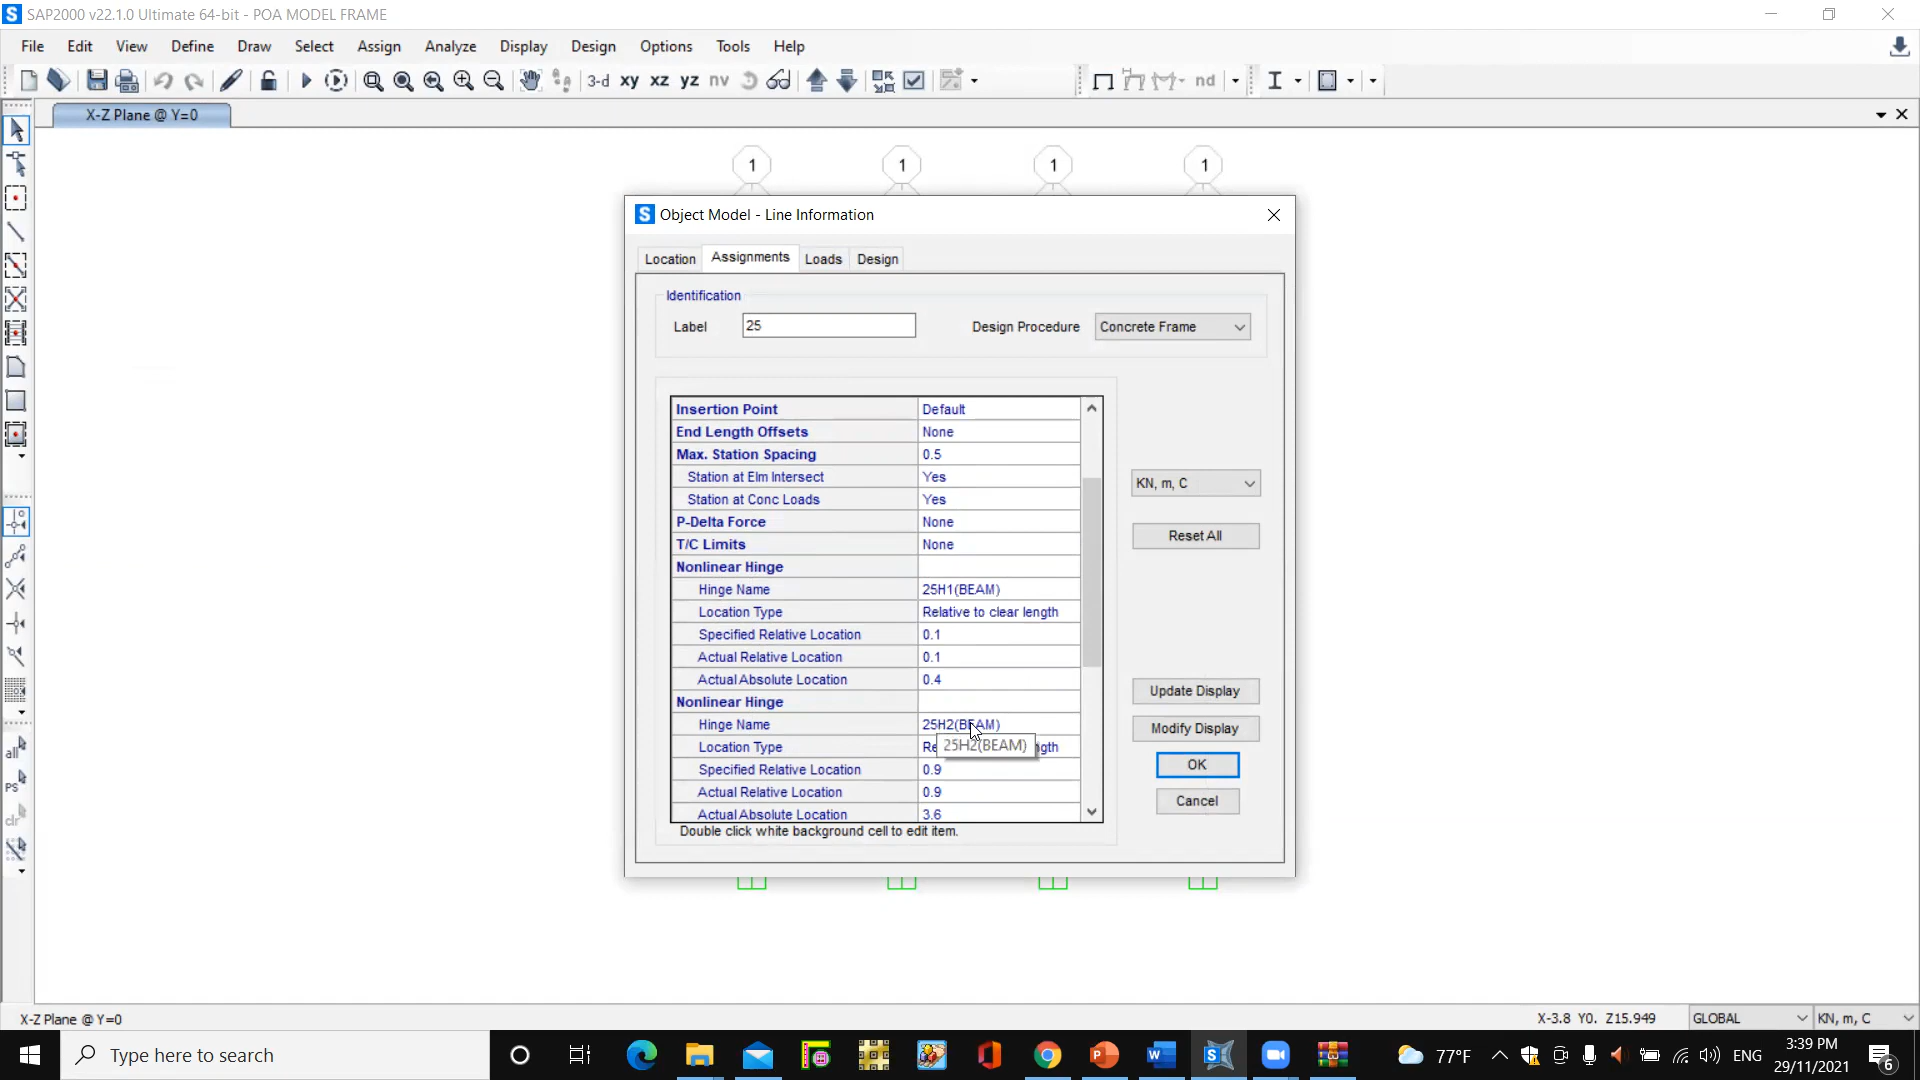 SAP2000 v22.1.0 Ultimate 64-bit - POA MODEL FRAME
File Edit View Define Draw Select Assign Analyze Display Design Options Tools Help
3-d xy xz yz nv nd
X-Z Plane @ Y=0
1 1 1 1
Object Model - Line Information
Location Assignments Loads Design
Identification
Label 25 Design Procedure Concrete Frame
Insertion Point Default
End Length Offsets None
Max. Station Spacing 0.5
Station at Elm Intersect Yes
Station at Conc Loads Yes
P-Delta Force None
T/C Limits None
Nonlinear Hinge
Hinge Name 25H1(BEAM)
Location Type Relative to clear length
Specified Relative Location 0.1
Actual Relative Location 0.1
Actual Absolute Location 0.4
Nonlinear Hinge
Hinge Name 25H2(BEAM)
25H2(BEAM)
Location Type Re gth
Specified Relative Location 0.9
Actual Relative Location 0.9
Actual Absolute Location 3.6
Double click white background cell to edit item.
KN, m, C
Reset All
Update Display
Modify Display
OK
Cancel
all
PS
clr
X-Z Plane @ Y=0 X-3.8 Y0. Z15.949 GLOBAL KN, m, C
Type here to search
77°F ENG
3:39 PM
29/11/2021
6